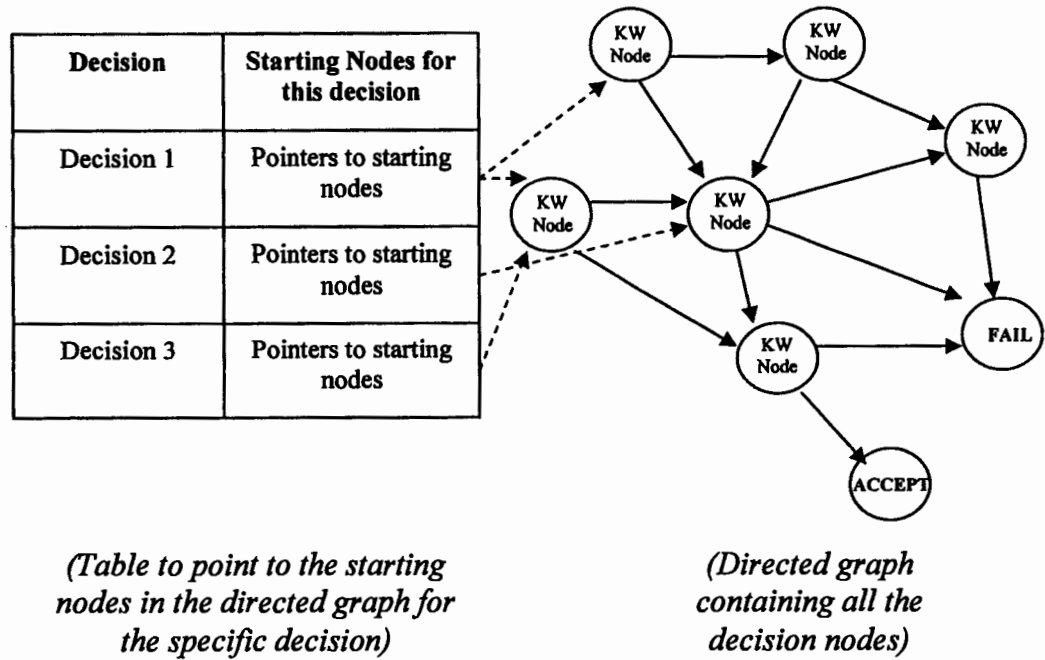 Decision
Starting Nodes for
this decision
Decision 1
Pointers to starting
nodes
Decision 2
Pointers to starting
nodes
Decision 3
Pointers to starting
nodes
KW
Node
KW
Node
KW
Node
KW
Node
KW
Node
KW
Node
FAIL
ACCEPT
(Table to point to the starting
nodes in the directed graph for
the specific decision)
(Directed graph
containing all the
decision nodes)